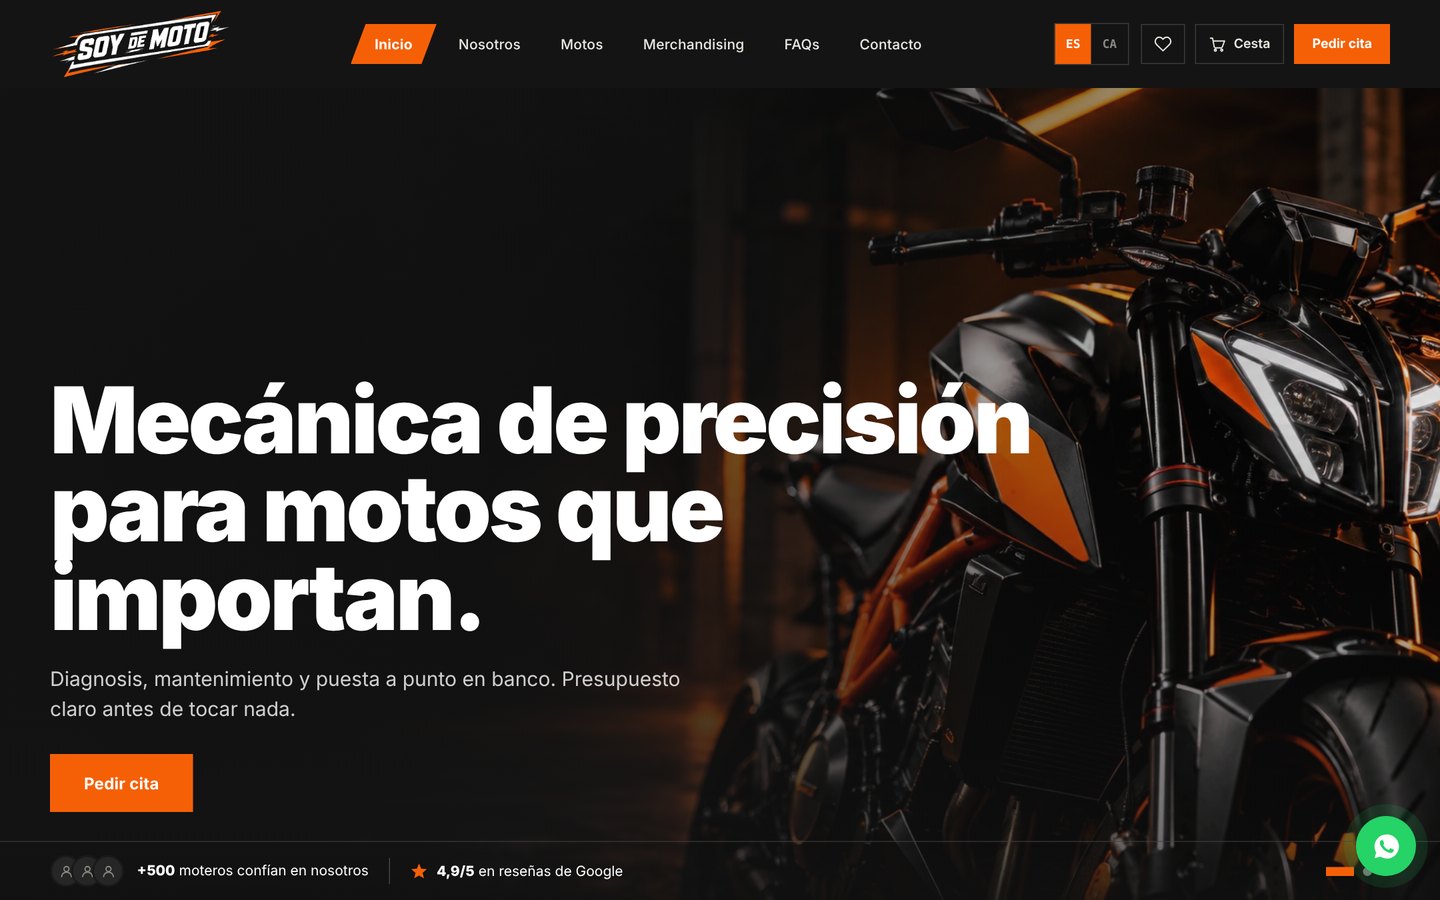 SOY DE MOTO
Inicio
Nosotros
Motos
Merchandising
FAQs
Contacto
ES
CA
Cesta
Pedir cita
Mecánica de precisión
para motos que
importan.
Diagnosis, mantenimiento y puesta a punto en banco. Presupuesto
claro antes de tocar nada.
Pedir cita
+500 moteros confían en nosotros
4,9/5 en reseñas de Google